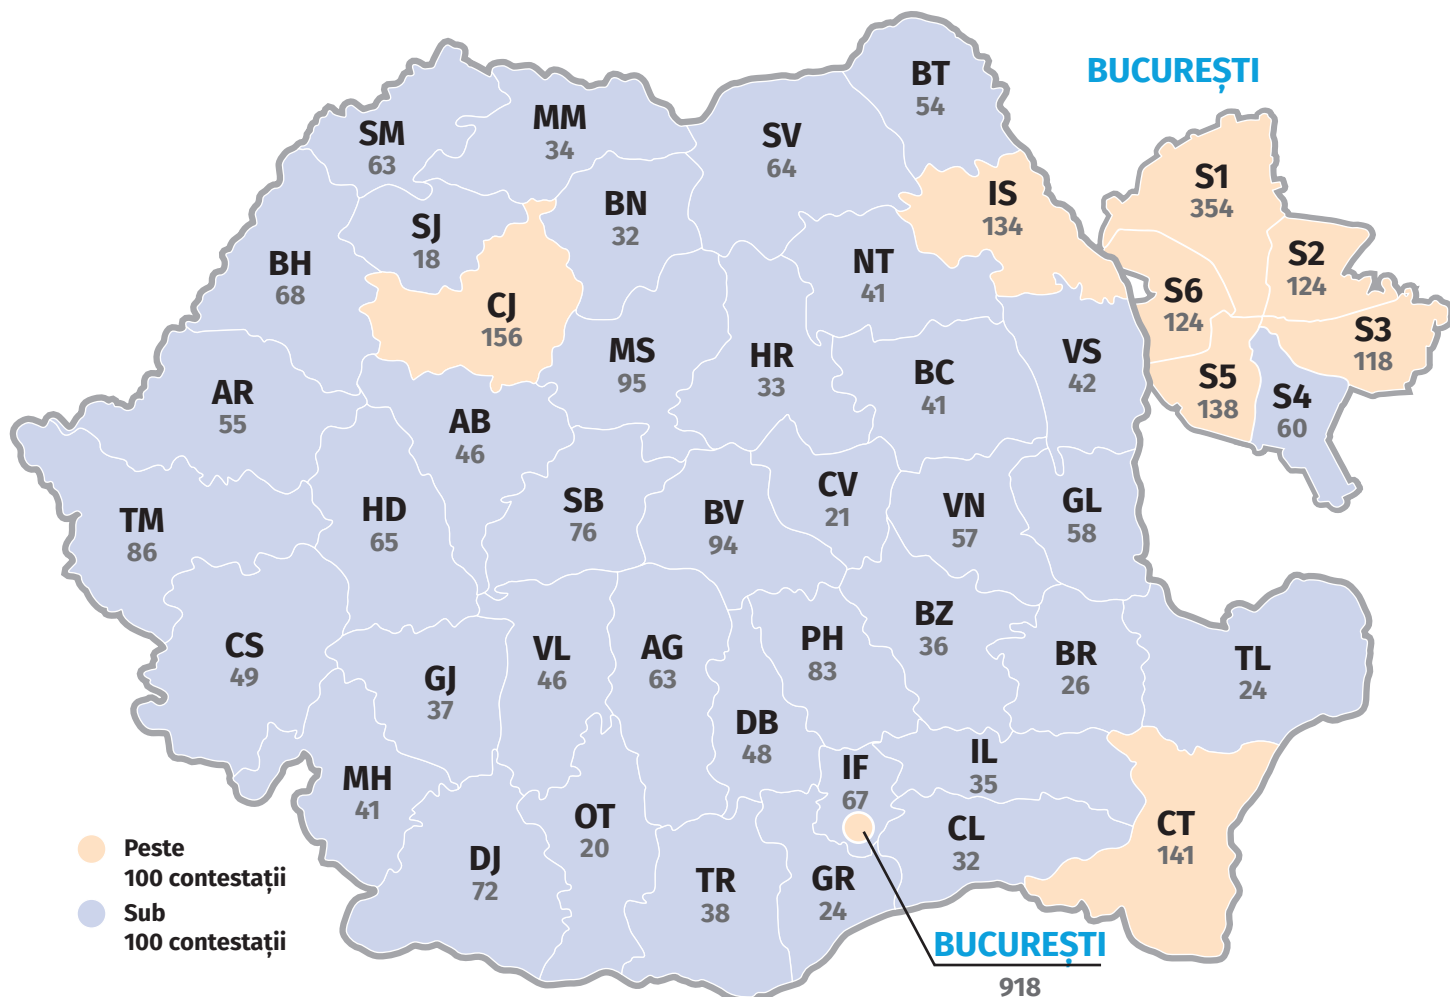 BT
54
BUCUREȘTI
SM
63
MM
34
SV
64
S1
354
IS
134
BN
32
SJ
18
BH
68
NT
41
S2
124
S6
124
CJ
156
S3
118
MS
95
HR
33
VS
42
BC
41
S5
138
S4
60
AR
55
AB
46
CV
21
SB
76
BV
94
VN
57
GL
58
TM
86
HD
65
BZ
36
PH
83
CS
49
VL
46
AG
63
BR
26
TL
24
GJ
37
DB
48
IL
35
IF
67
MH
41
OT
20
CL
32
CT
141
DJ
72
TR
38
GR
24
Peste
100 contestații
Sub
100 contestații
BUCUREȘTI
918